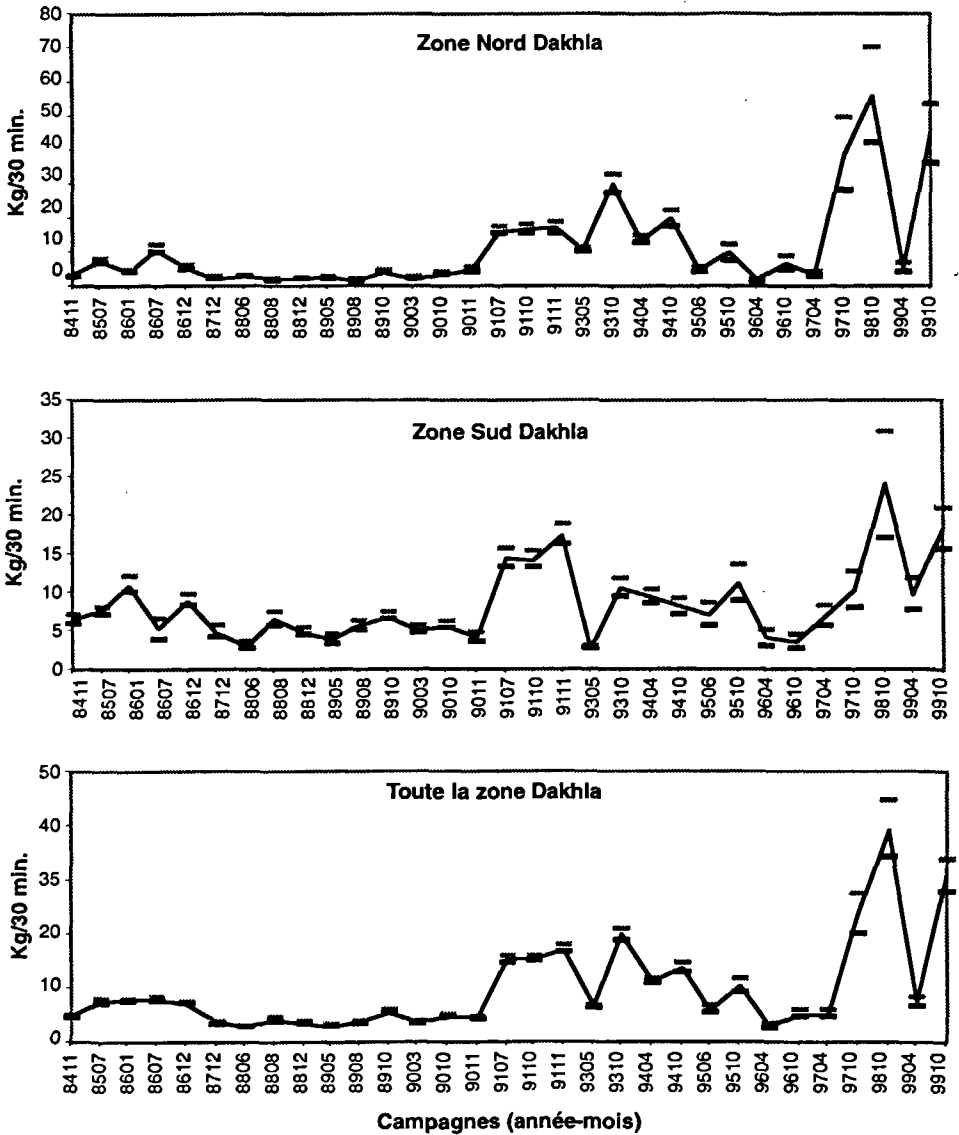 Zone Nord Dakhla
Kg/30 min.
80
70
60
50
40
30
20
10
0
8411 8507 8601 8607 8612 8712 8806 8808 8812 8905 8908 8910 9003 9010 9011 9107 9110 9111 9305 9310 9404 9410 9506 9510 9604 9610 9704 9710 9810 9904 9910
Zone Sud Dakhla
Kg/30 min.
35
30
25
20
15
10
5
0
8411 8507 8601 8607 8612 8712 8806 8808 8812 8905 8908 8910 9003 9010 9011 9107 9110 9111 9305 9310 9404 9410 9506 9510 9604 9610 9704 9710 9810 9904 9910
Toute la zone Dakhla
Kg/30 min.
50
40
35
20
10
0
8411 8507 8601 8607 8612 8712 8806 8808 8812 8905 8908 8910 9003 9010 9011 9107 9110 9111 9305 9310 9404 9410 9506 9510 9604 9610 9704 9710 9810 9904 9910
Campagnes (année-mois)